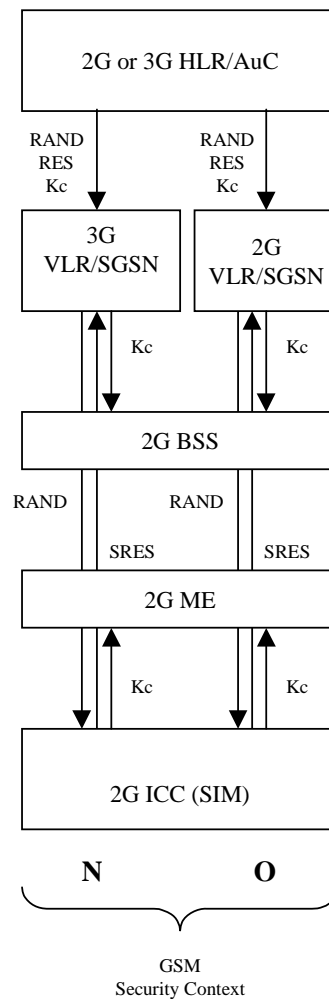 2G or 3G HLR/AuC
RAND
RES
Kc
RAND
RES
Kc
3G
VLR/SGSN
2G
VLR/SGSN
Kc
Kc
2G BSS
RAND
RAND
SRES
SRES
2G ME
Kc
Kc
2G ICC (SIM)
N
O
GSM
Security Context